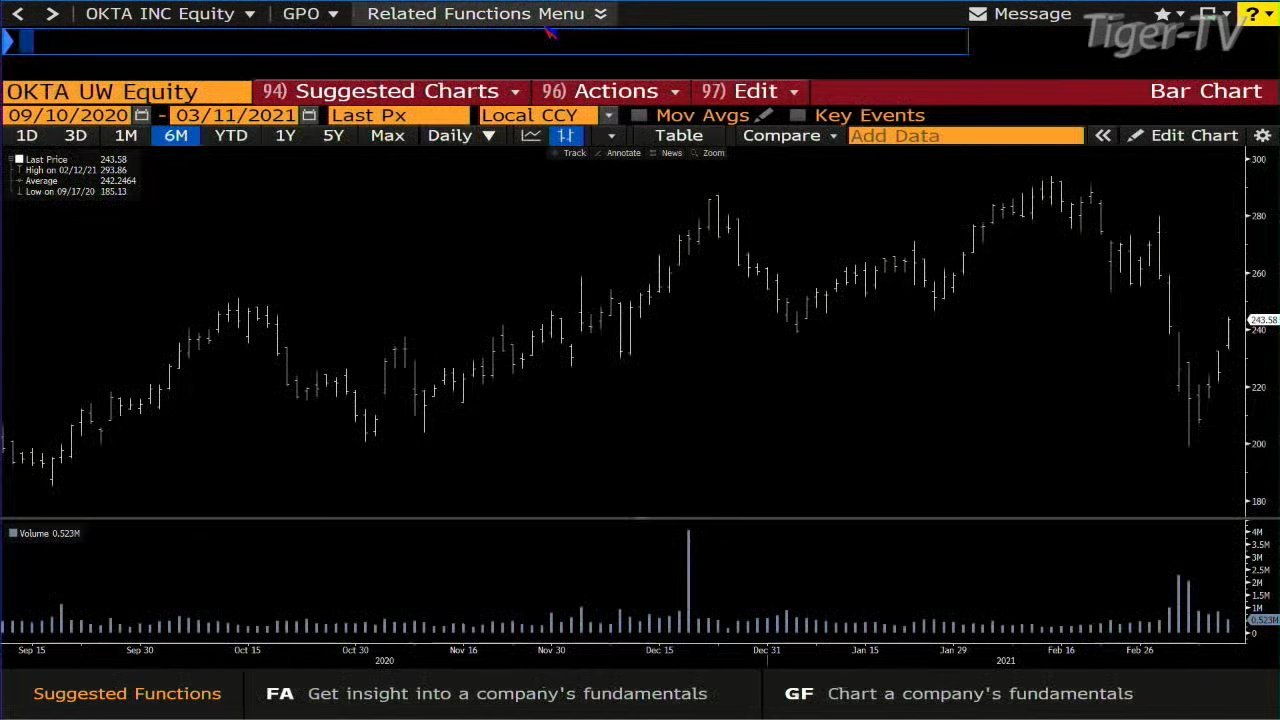 OKTA INC Equity GPO Related Functions Menu Message ?
Tiger-TV
OKTA UW Equity 94) Suggested Charts 96) Actions 97) Edit Bar Chart
09/10/2020 - 03/11/2021 Last Px Local CCY Mov Avgs Key Events
1D 3D 1M 6M YTD 1Y 5Y Max Daily Table Compare Add Data Edit Chart
Track Annotate News Zoom
Last Price 243.58
High on 02/12/21 293.86
Average 242.2464
Low on 09/17/20 185.13
300
280
260
243.58
240
220
200
180
Volume 0.523M
4M
3.5M
3M
2.5M
2M
1.5M
1M
0.523M
0
Sep 15 Sep 30 Oct 15 Oct 30 Nov 16 Nov 30 Dec 15 Dec 31 Jan 15 Jan 29 Feb 16 Feb 26
2020 2021
Suggested Functions FA Get insight into a company's fundamentals GF Chart a company's fundamentals